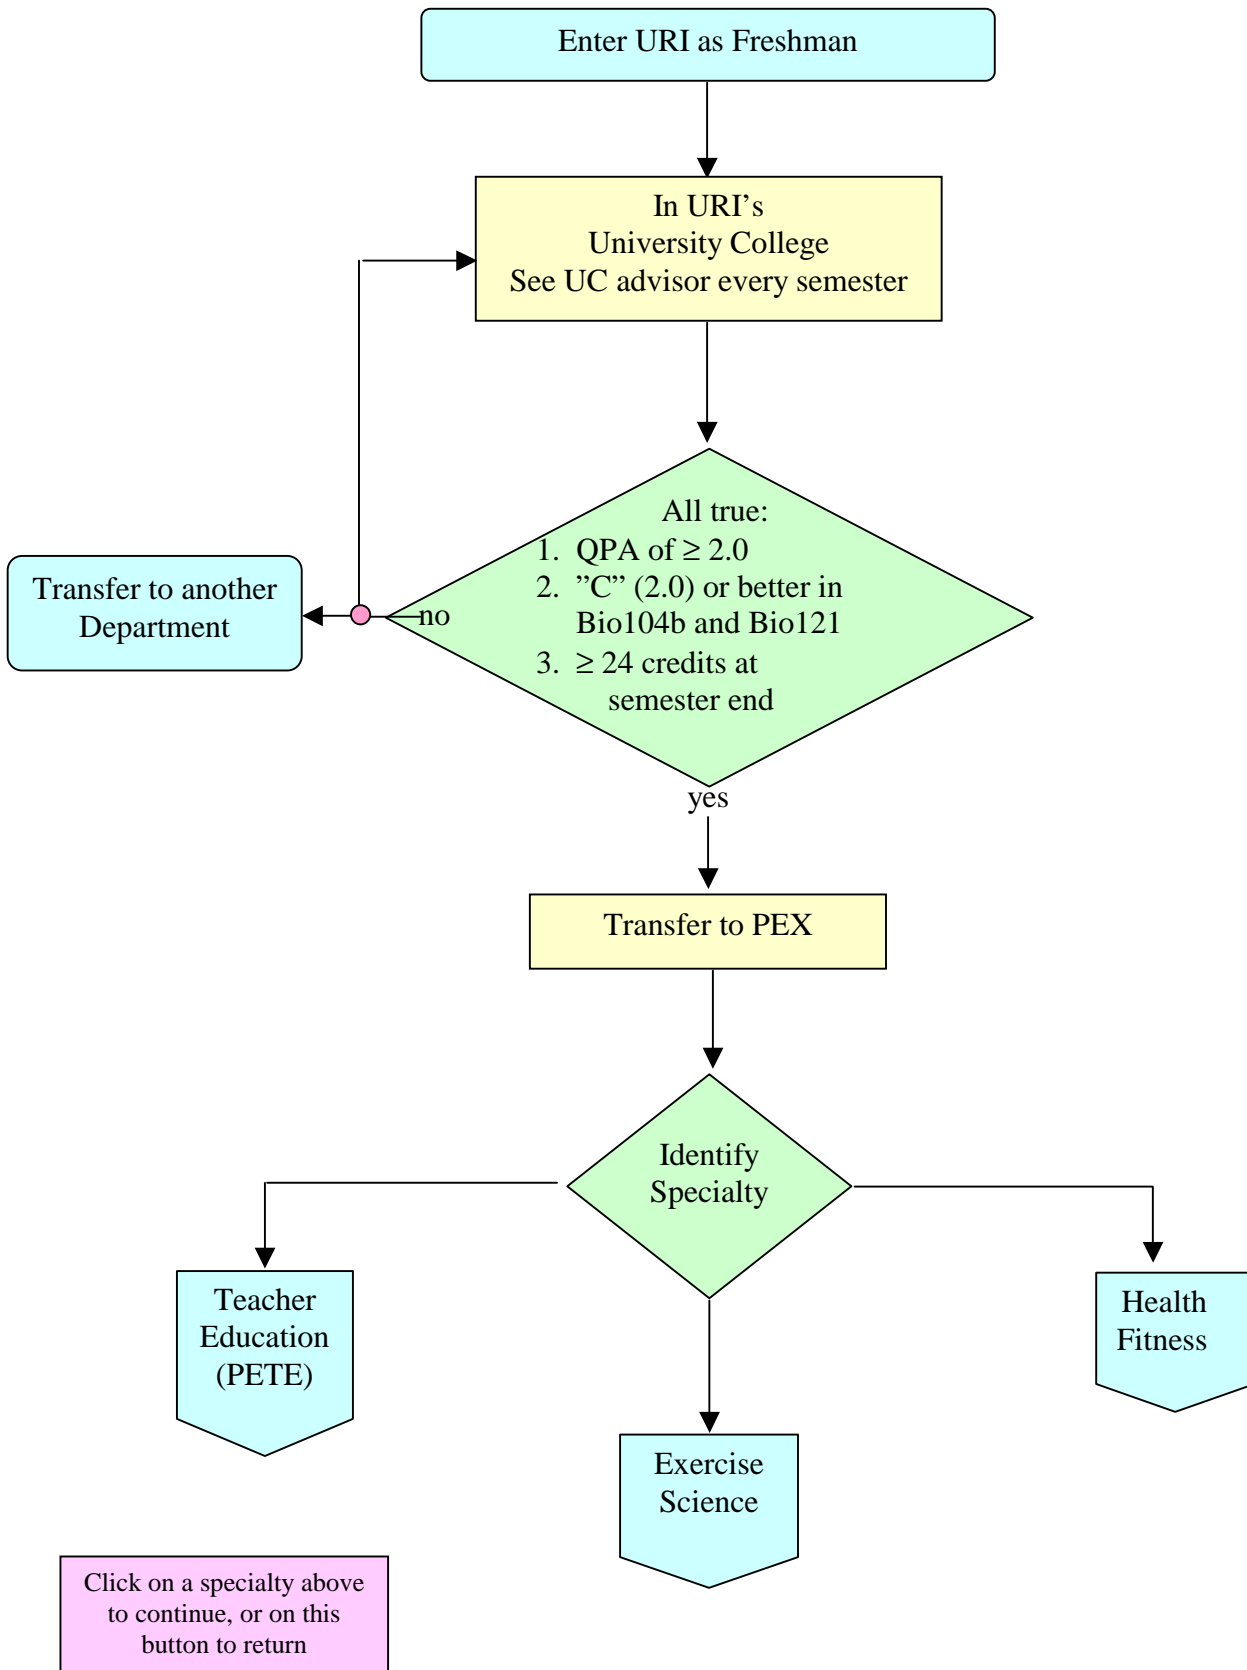 Enter URI as Freshman
In URI’s
University College
See UC advisor every semester
All true:
1. QPA of ≥ 2.0
2. ”C” (2.0) or better in
Bio104b and Bio121
3. ≥ 24 credits at
semester end
no
Transfer to another
Department
yes
Transfer to PEX
Identify
Specialty
Teacher
Education
(PETE)
Exercise
Science
Health
Fitness
Click on a specialty above
to continue, or on this
button to return